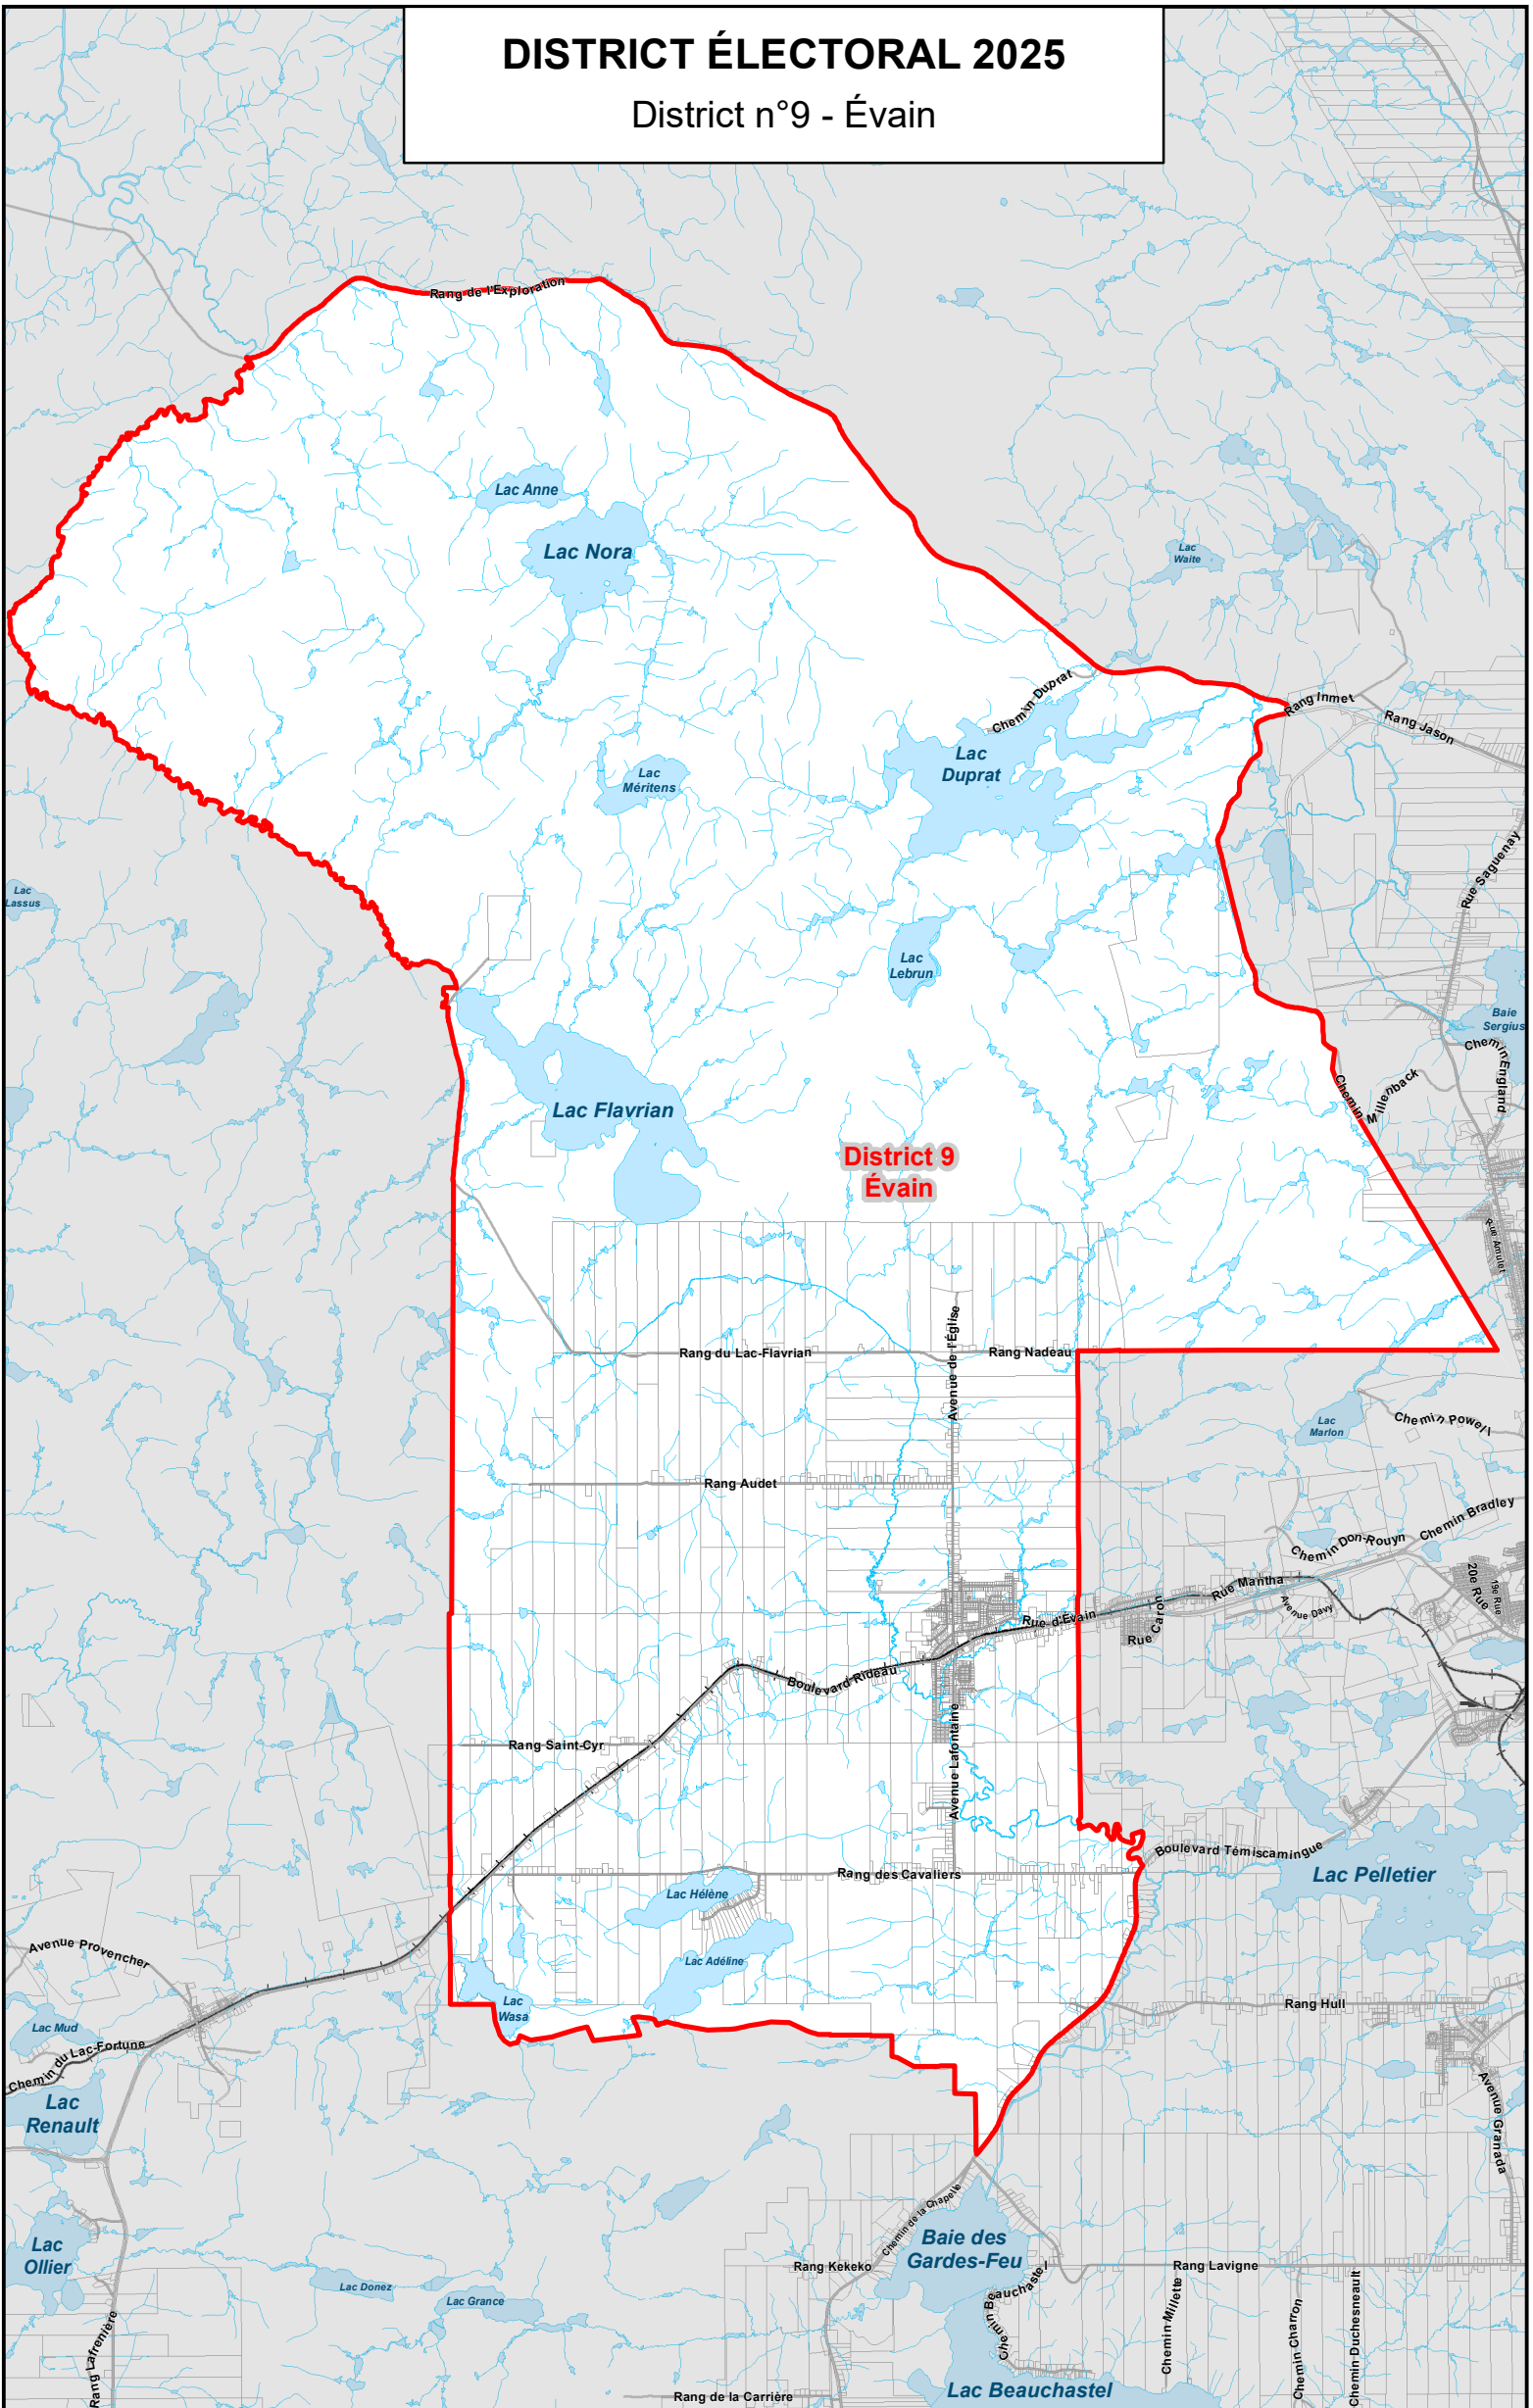 DISTRICT ÉLECTORAL 2025
District n°9 - Évain
Rang de l'Exploration
Lac Anne
Lac Nora
Lac
Waite
Chemin Duprat
Rang Inmet
Rang Jason
Lac
Duprat
Lac
Méritens
Rue Saguenay
Lac
Lassus
Lac
Lebrun
Baie
Sergius
Chemin England
Chemin Millenback
Lac Flavrian
District 9
Évain
Rue Amulet
Avenue de l'Église
Rang du Lac-Flavrian
Rang Nadeau
Lac
Marlon
Chemin Powell
Rang Audet
Chemin Bradley
Chemin Don-Rouyn
20e Rue
19e Rue
Rue Mantha
Avenue Davy
Rue d'Évain
Rue Caron
Boulevard Rideau
Avenue Lafontaine
Rang Saint-Cyr
Boulevard Témiscamingue
Lac Pelletier
Rang des Cavaliers
Lac Hélène
Lac Adéline
Avenue Provencher
Lac
Wasa
Rang Hull
Lac Mud
Chemin du Lac-Fortune
Lac
Renault
Avenue Granada
Chemin de la Chapelle
Baie des
Gardes-Feu
Lac
Ollier
Rang Kekeko
Rang Lavigne
Lac Donez
Lac Grance
Chemin Beauchastel
Chemin Millette
Chemin Charron
Chemin Duchesneault
Rang Lafrenière
Lac Beauchastel
Rang de la Carrière